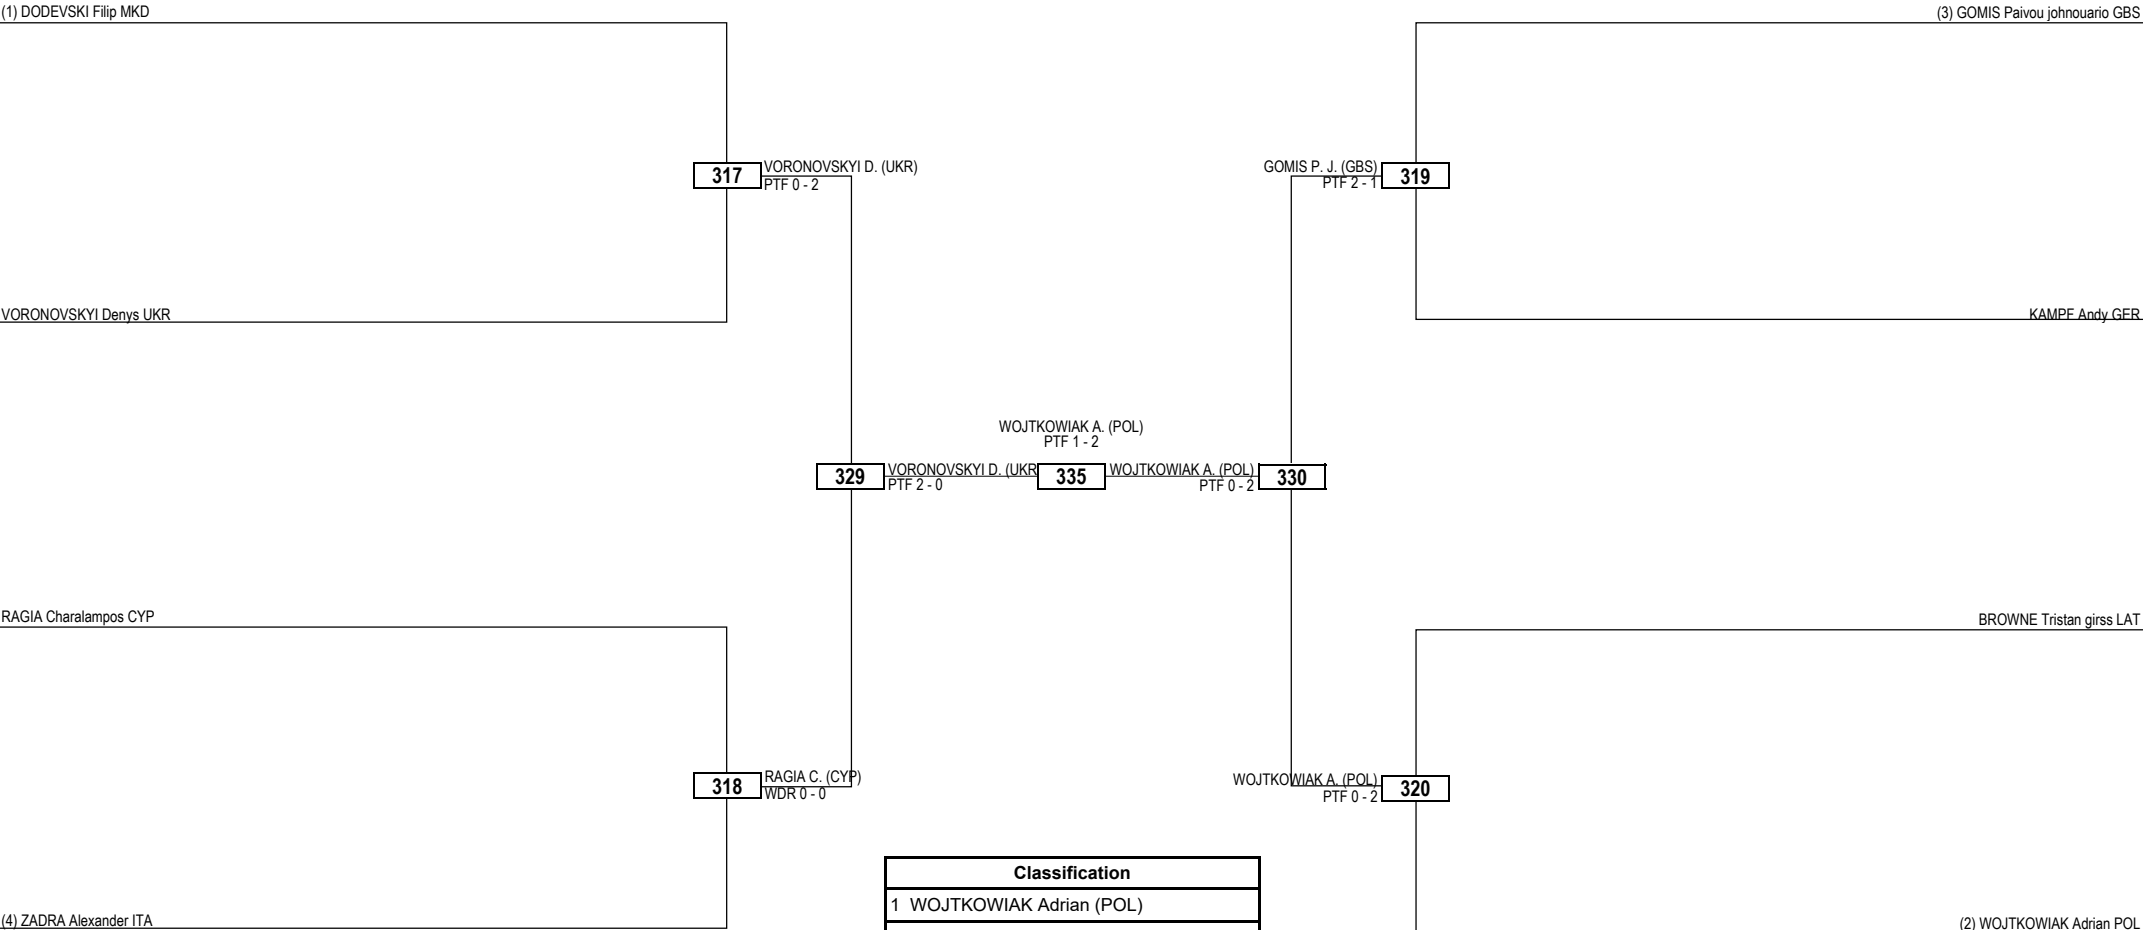 (1) DODEVSKI Filip MKD
(3) GOMIS Paivou johnouario GBS
317
VORONOVSKYI D. (UKR)
PTF 0 - 2
GOMIS P. J. (GBS)
PTF 2 - 1
319
VORONOVSKYI Denys UKR
KAMPF Andy GER
WOJTKOWIAK A. (POL)
PTF 1 - 2
329
VORONOVSKYI D. (UKR
PTF 2 - 0
335
WOJTKOWIAK A. (POL)
PTF 0 - 2
330
RAGIA Charalampos CYP
BROWNE Tristan girss LAT
318
RAGIA C. (CYP)
WDR 0 - 0
WOJTKOWIAK A. (POL)
PTF 0 - 2
320
Classification
1 WOJTKOWIAK Adrian (POL)
(4) ZADRA Alexander ITA
(2) WOJTKOWIAK Adrian POL